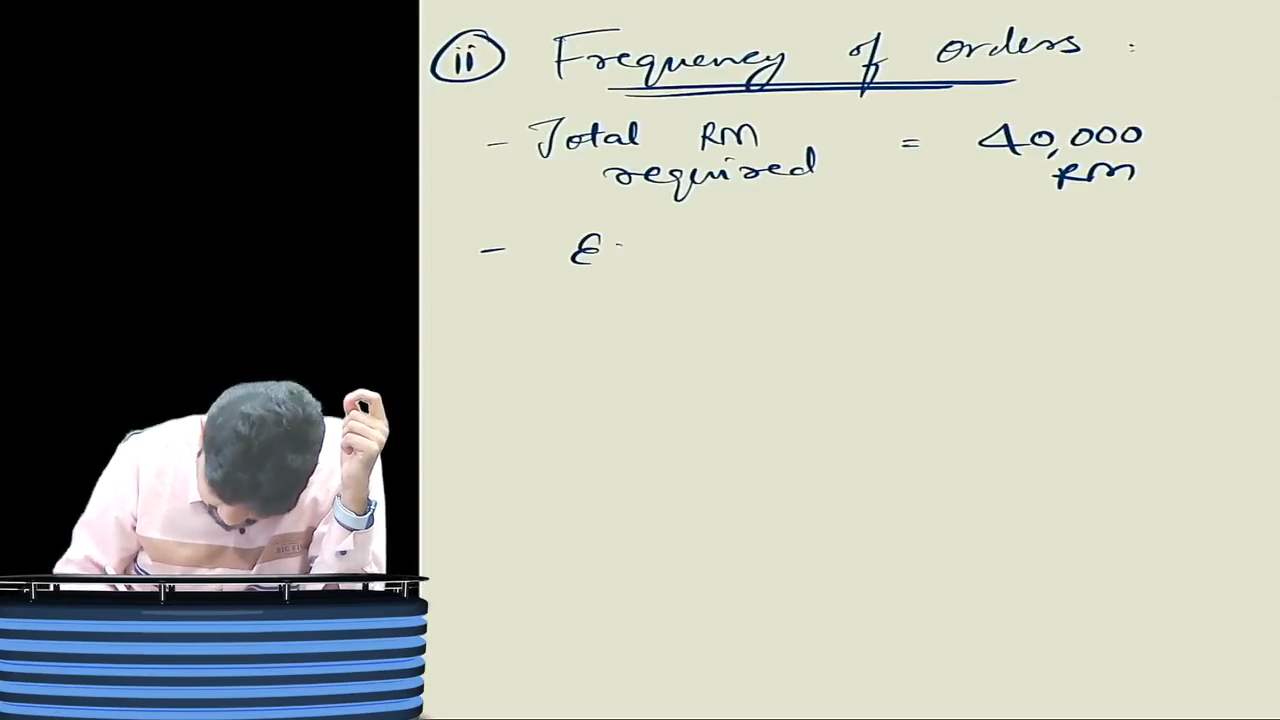 ii Frequency of orders :
- Total RM required = 40,000 RM
- E